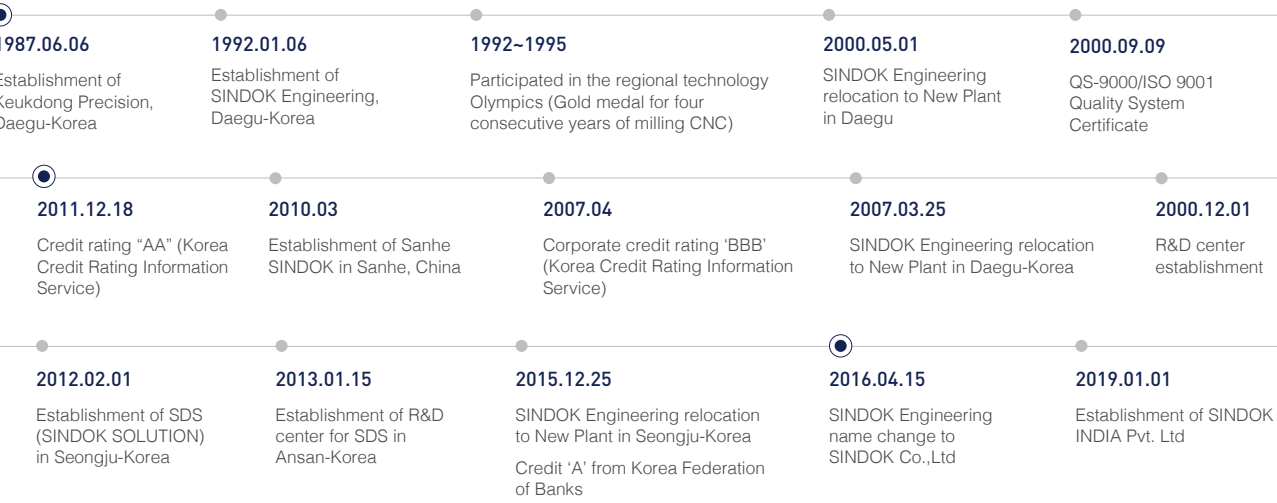 1987.06.06
Establishment of
Keukdong Precision,
Daegu-Korea
1992.01.06
Establishment of
SINDOK Engineering,
Daegu-Korea
1992~1995
Participated in the regional technology
Olympics (Gold medal for four
consecutive years of milling CNC)
2000.05.01
SINDOK Engineering
relocation to New Plant
in Daegu
2000.09.09
QS-9000/ISO 9001
Quality System
Certificate
2011.12.18
Credit rating “AA” (Korea
Credit Rating Information
Service)
2010.03
Establishment of Sanhe
SINDOK in Sanhe, China
2007.04
Corporate credit rating ‘BBB’
(Korea Credit Rating Information
Service)
2007.03.25
SINDOK Engineering relocation
to New Plant in Daegu-Korea
2000.12.01
R&D center
establishment
2012.02.01
Establishment of SDS
(SINDOK SOLUTION)
in Seongju-Korea
2013.01.15
Establishment of R&D
center for SDS in
Ansan-Korea
2015.12.25
SINDOK Engineering relocation
to New Plant in Seongju-Korea
Credit ‘A’ from Korea Federation
of Banks
2016.04.15
SINDOK Engineering
name change to
SINDOK Co.,Ltd
2019.01.01
Establishment of SINDOK
INDIA Pvt. Ltd